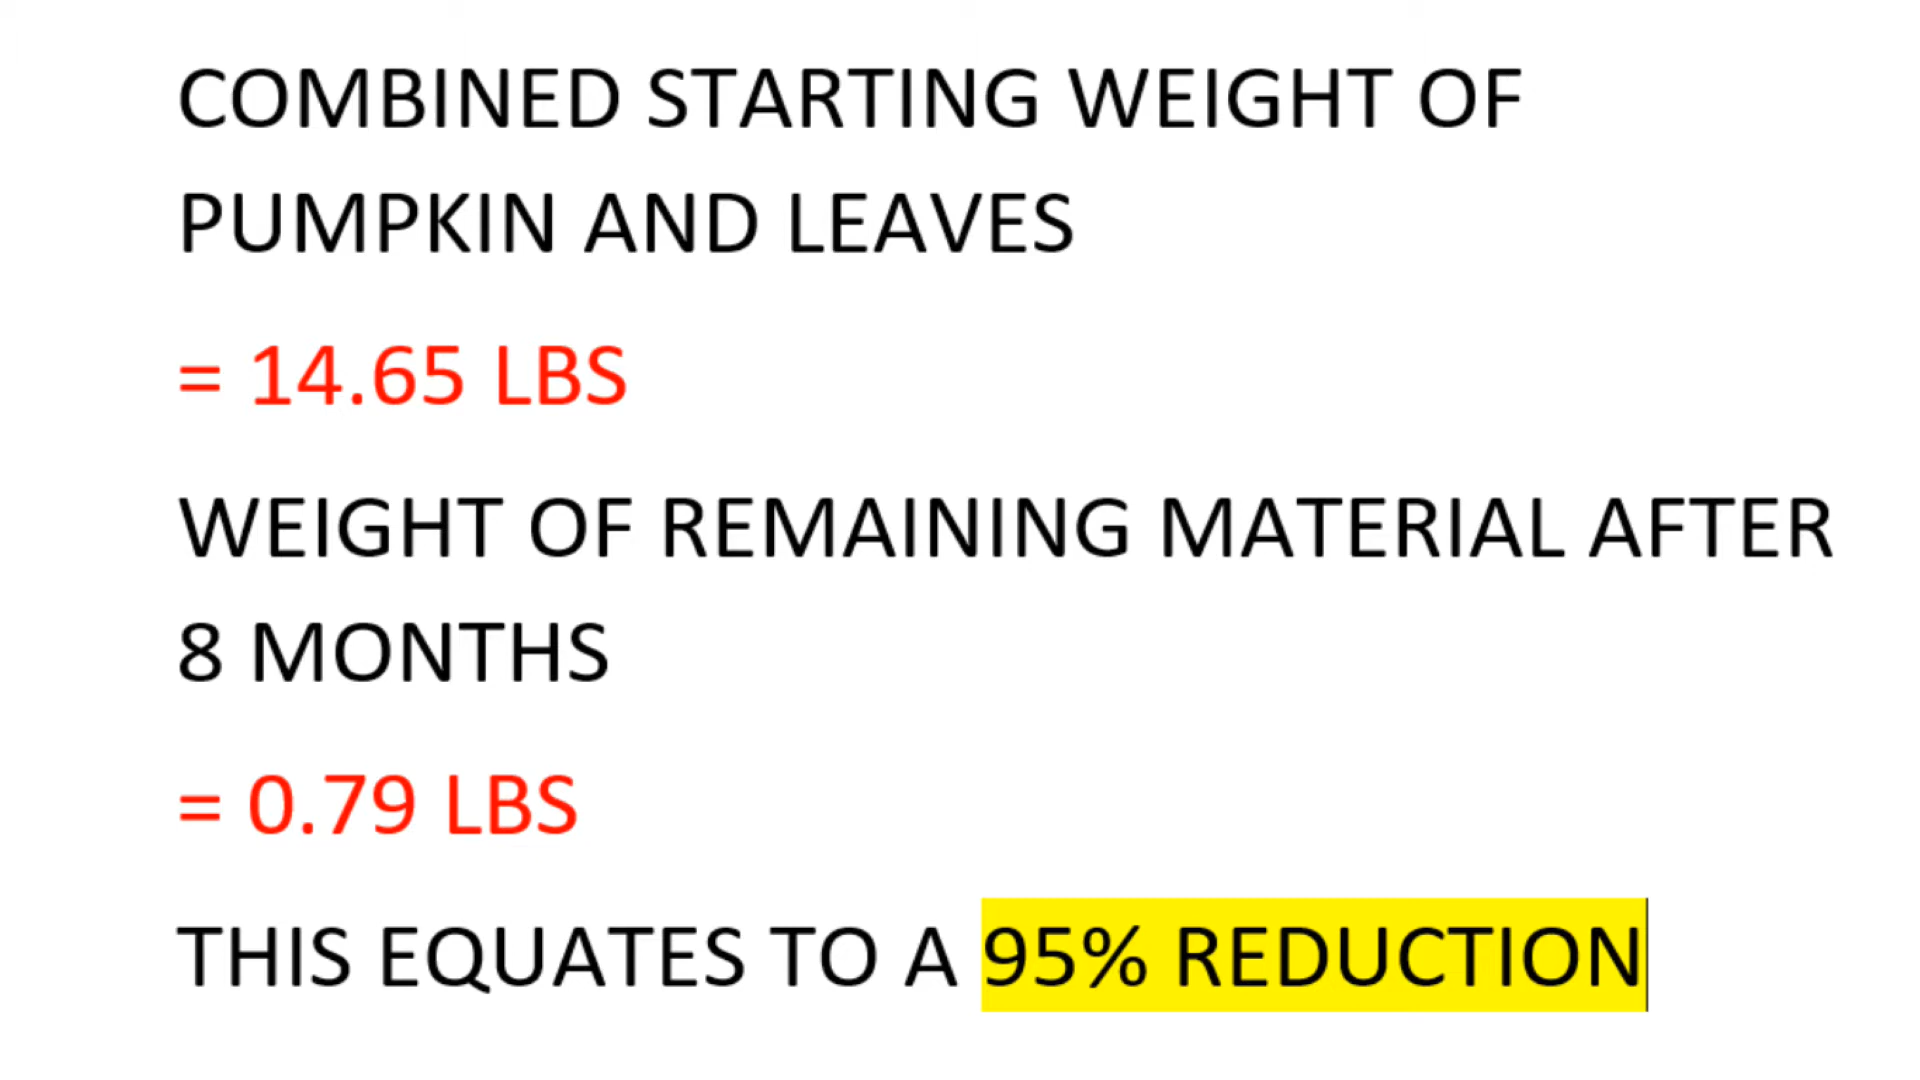 COMBINED STARTING WEIGHT OF
PUMPKIN AND LEAVES
= 14.65 LBS
WEIGHT OF REMAINING MATERIAL AFTER
8 MONTHS
= 0.79 LBS
THIS EQUATES TO A 95% REDUCTION